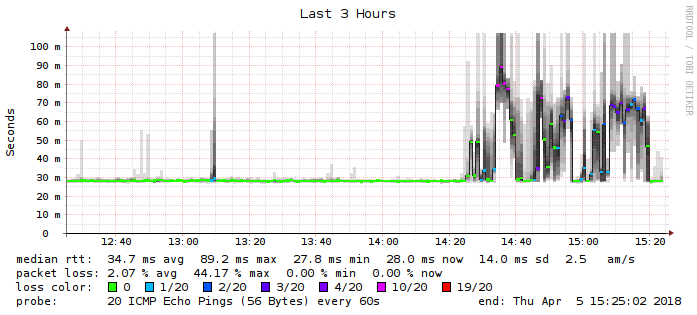 Last 3 Hours
RRDTOOL / TOBI OETIKER
Seconds
100 m
90 m
80 m
70 m
60 m
50 m
40 m
30 m
20 m
10 m
0
12:40 13:00 13:20 13:40 14:00 14:20 14:40 15:00 15:20
median rtt: 34.7 ms avg 89.2 ms max 27.8 ms min 28.0 ms now 14.0 ms sd 2.5 am/s
packet loss: 2.07 % avg 44.17 % max 0.00 % min 0.00 % now
loss color: 0 1/20 2/20 3/20 4/20 10/20 19/20
probe: 20 ICMP Echo Pings (56 Bytes) every 60s end: Thu Apr 5 15:25:02 2018